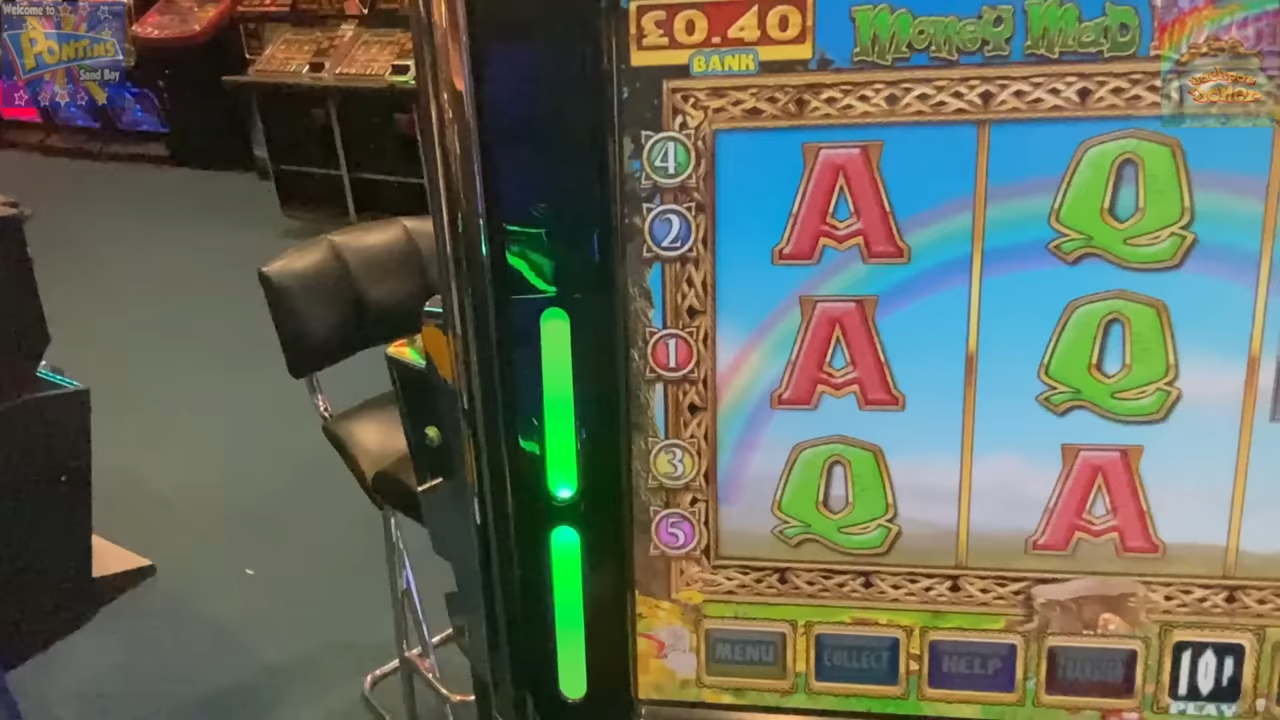 Welcome to
PONTINS
Sand Bay
£0.40
BANK
Money Mad
4
2
1
3
5
A
Q
A
Q
Q
A
MENU
COLLECT
HELP
TRANSFER
10P
PLAY